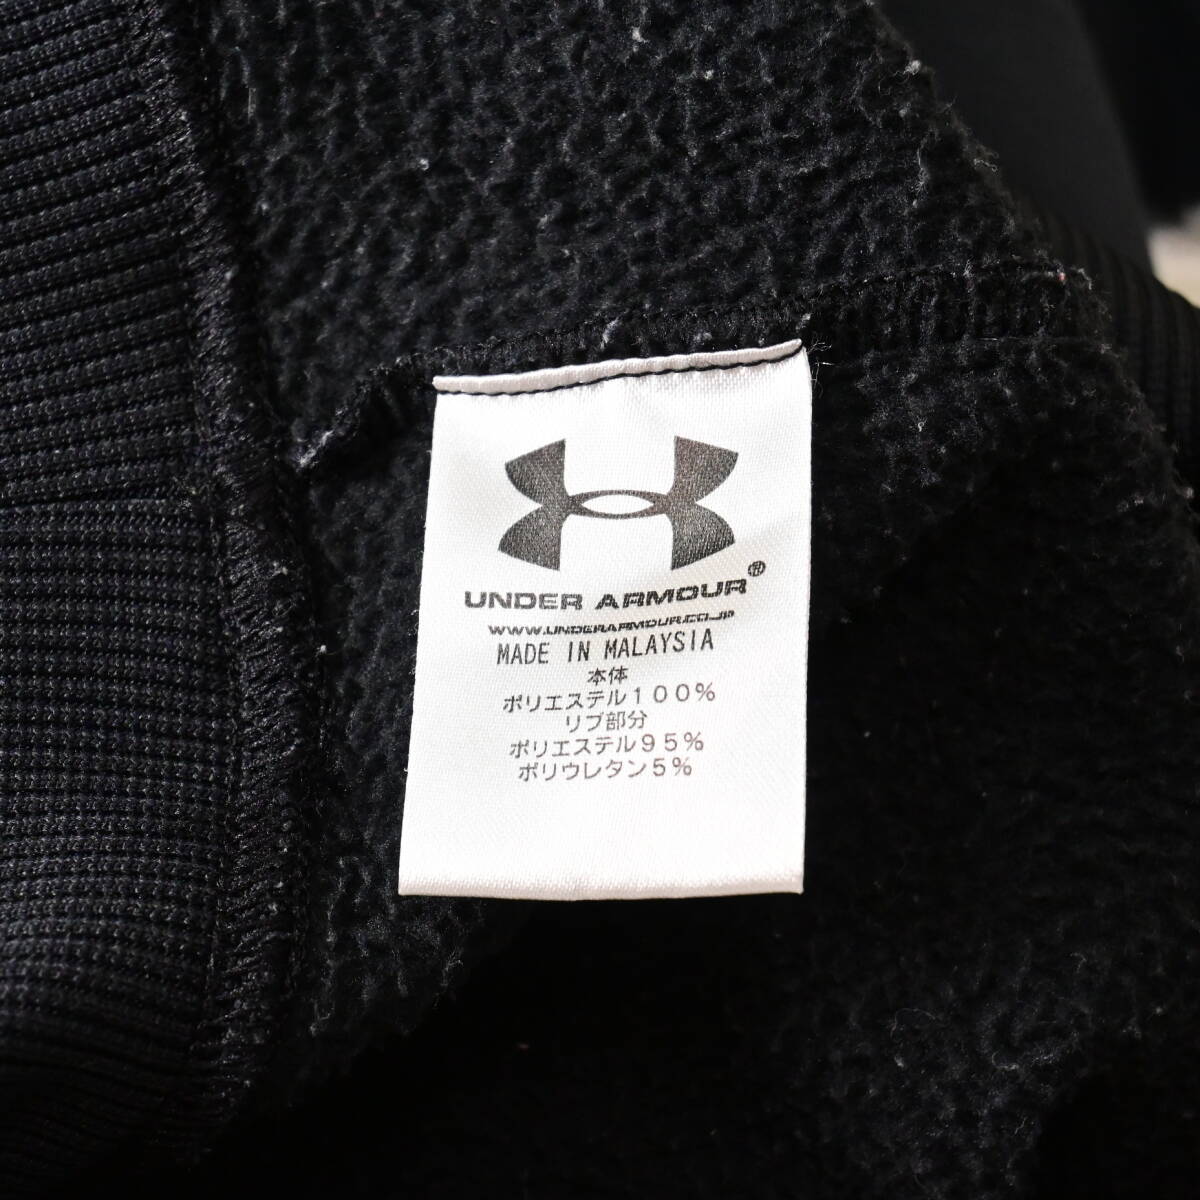 UNDER ARMOUR®
WWW.UNDERARMOUR.CO.JP
MADE IN MALAYSIA
本体
ポリエステル100%
リブ部分
ポリエステル95%
ポリウレタン5%